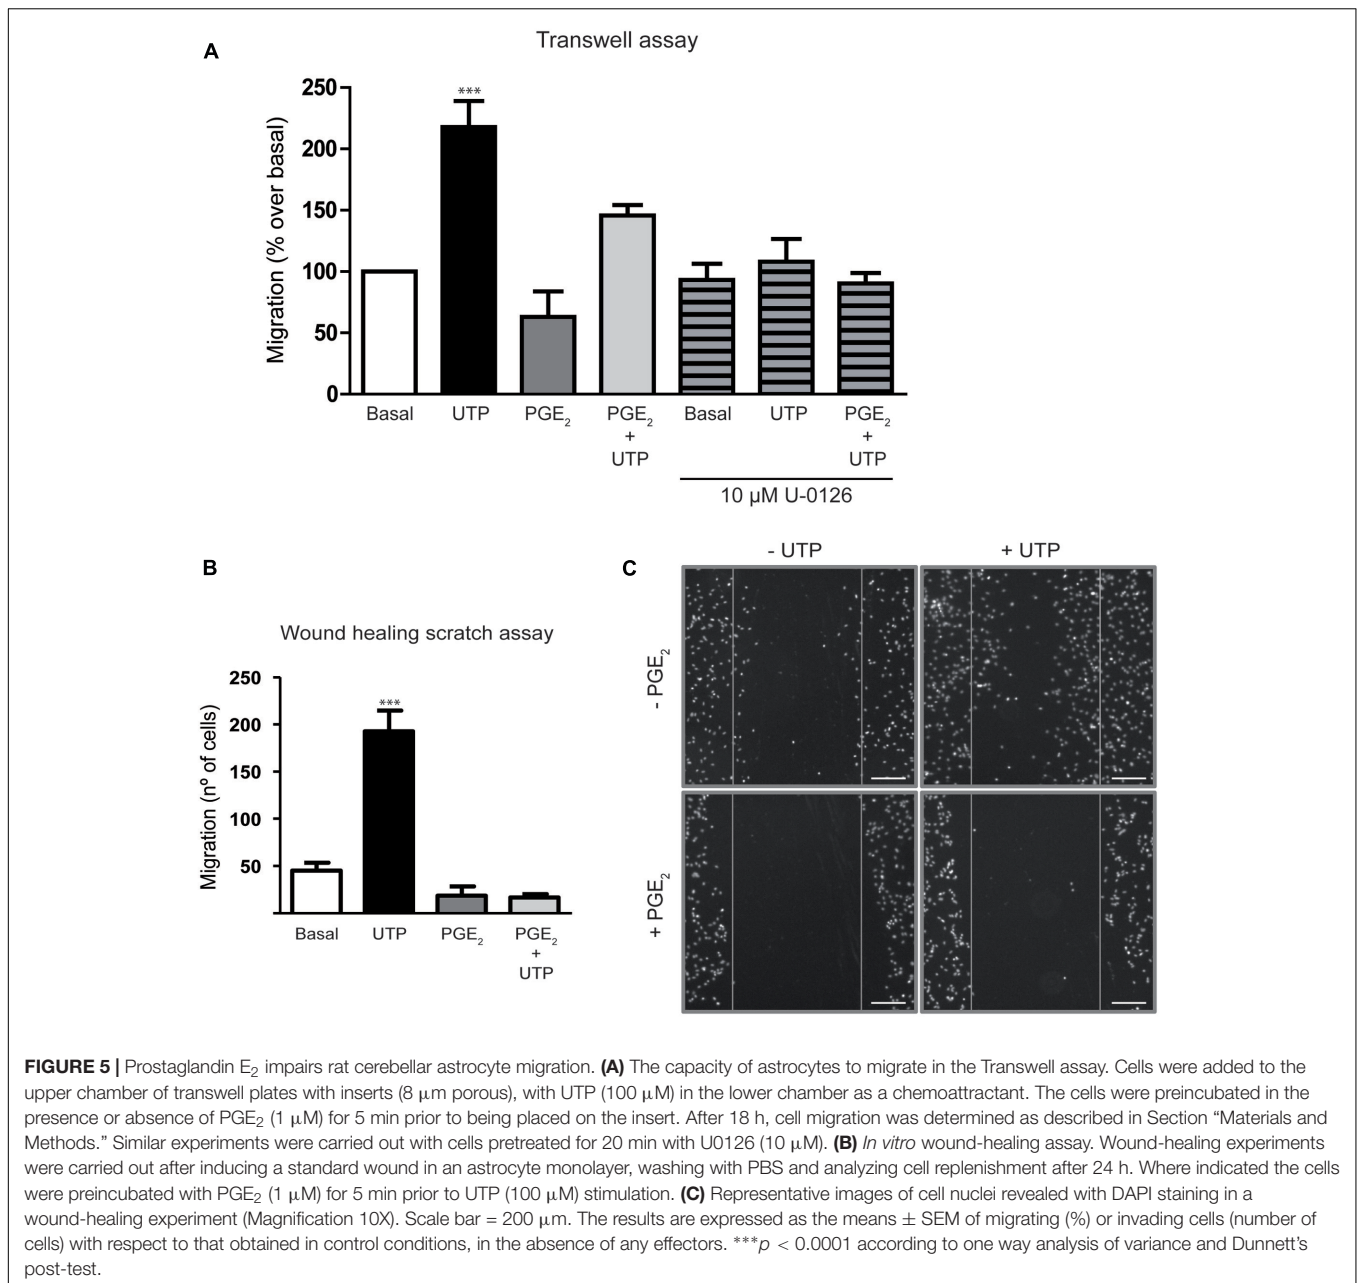 A
Transwell assay
Migration (% over basal)
250
200
150
100
50
0
***
Basal
UTP
PGE2
PGE2
+
UTP
Basal
UTP
PGE2
+
UTP
10 µM U-0126
B
Wound healing scratch assay
Migration (nº of cells)
250
200
150
100
50
***
Basal
UTP
PGE2
PGE2
+
UTP
C
- UTP
+ UTP
- PGE2
+ PGE2
FIGURE 5 | Prostaglandin E2 impairs rat cerebellar astrocyte migration. (A) The capacity of astrocytes to migrate in the Transwell assay. Cells were added to the
upper chamber of transwell plates with inserts (8 µm porous), with UTP (100 µM) in the lower chamber as a chemoattractant. The cells were preincubated in the
presence or absence of PGE2 (1 µM) for 5 min prior to being placed on the insert. After 18 h, cell migration was determined as described in Section “Materials and
Methods.” Similar experiments were carried out with cells pretreated for 20 min with U0126 (10 µM). (B) In vitro wound-healing assay. Wound-healing experiments
were carried out after inducing a standard wound in an astrocyte monolayer, washing with PBS and analyzing cell replenishment after 24 h. Where indicated the cells
were preincubated with PGE2 (1 µM) for 5 min prior to UTP (100 µM) stimulation. (C) Representative images of cell nuclei revealed with DAPI staining in a
wound-healing experiment (Magnification 10X). Scale bar = 200 µm. The results are expressed as the means ± SEM of migrating (%) or invading cells (number of
cells) with respect to that obtained in control conditions, in the absence of any effectors. ***p < 0.0001 according to one way analysis of variance and Dunnett’s
post-test.